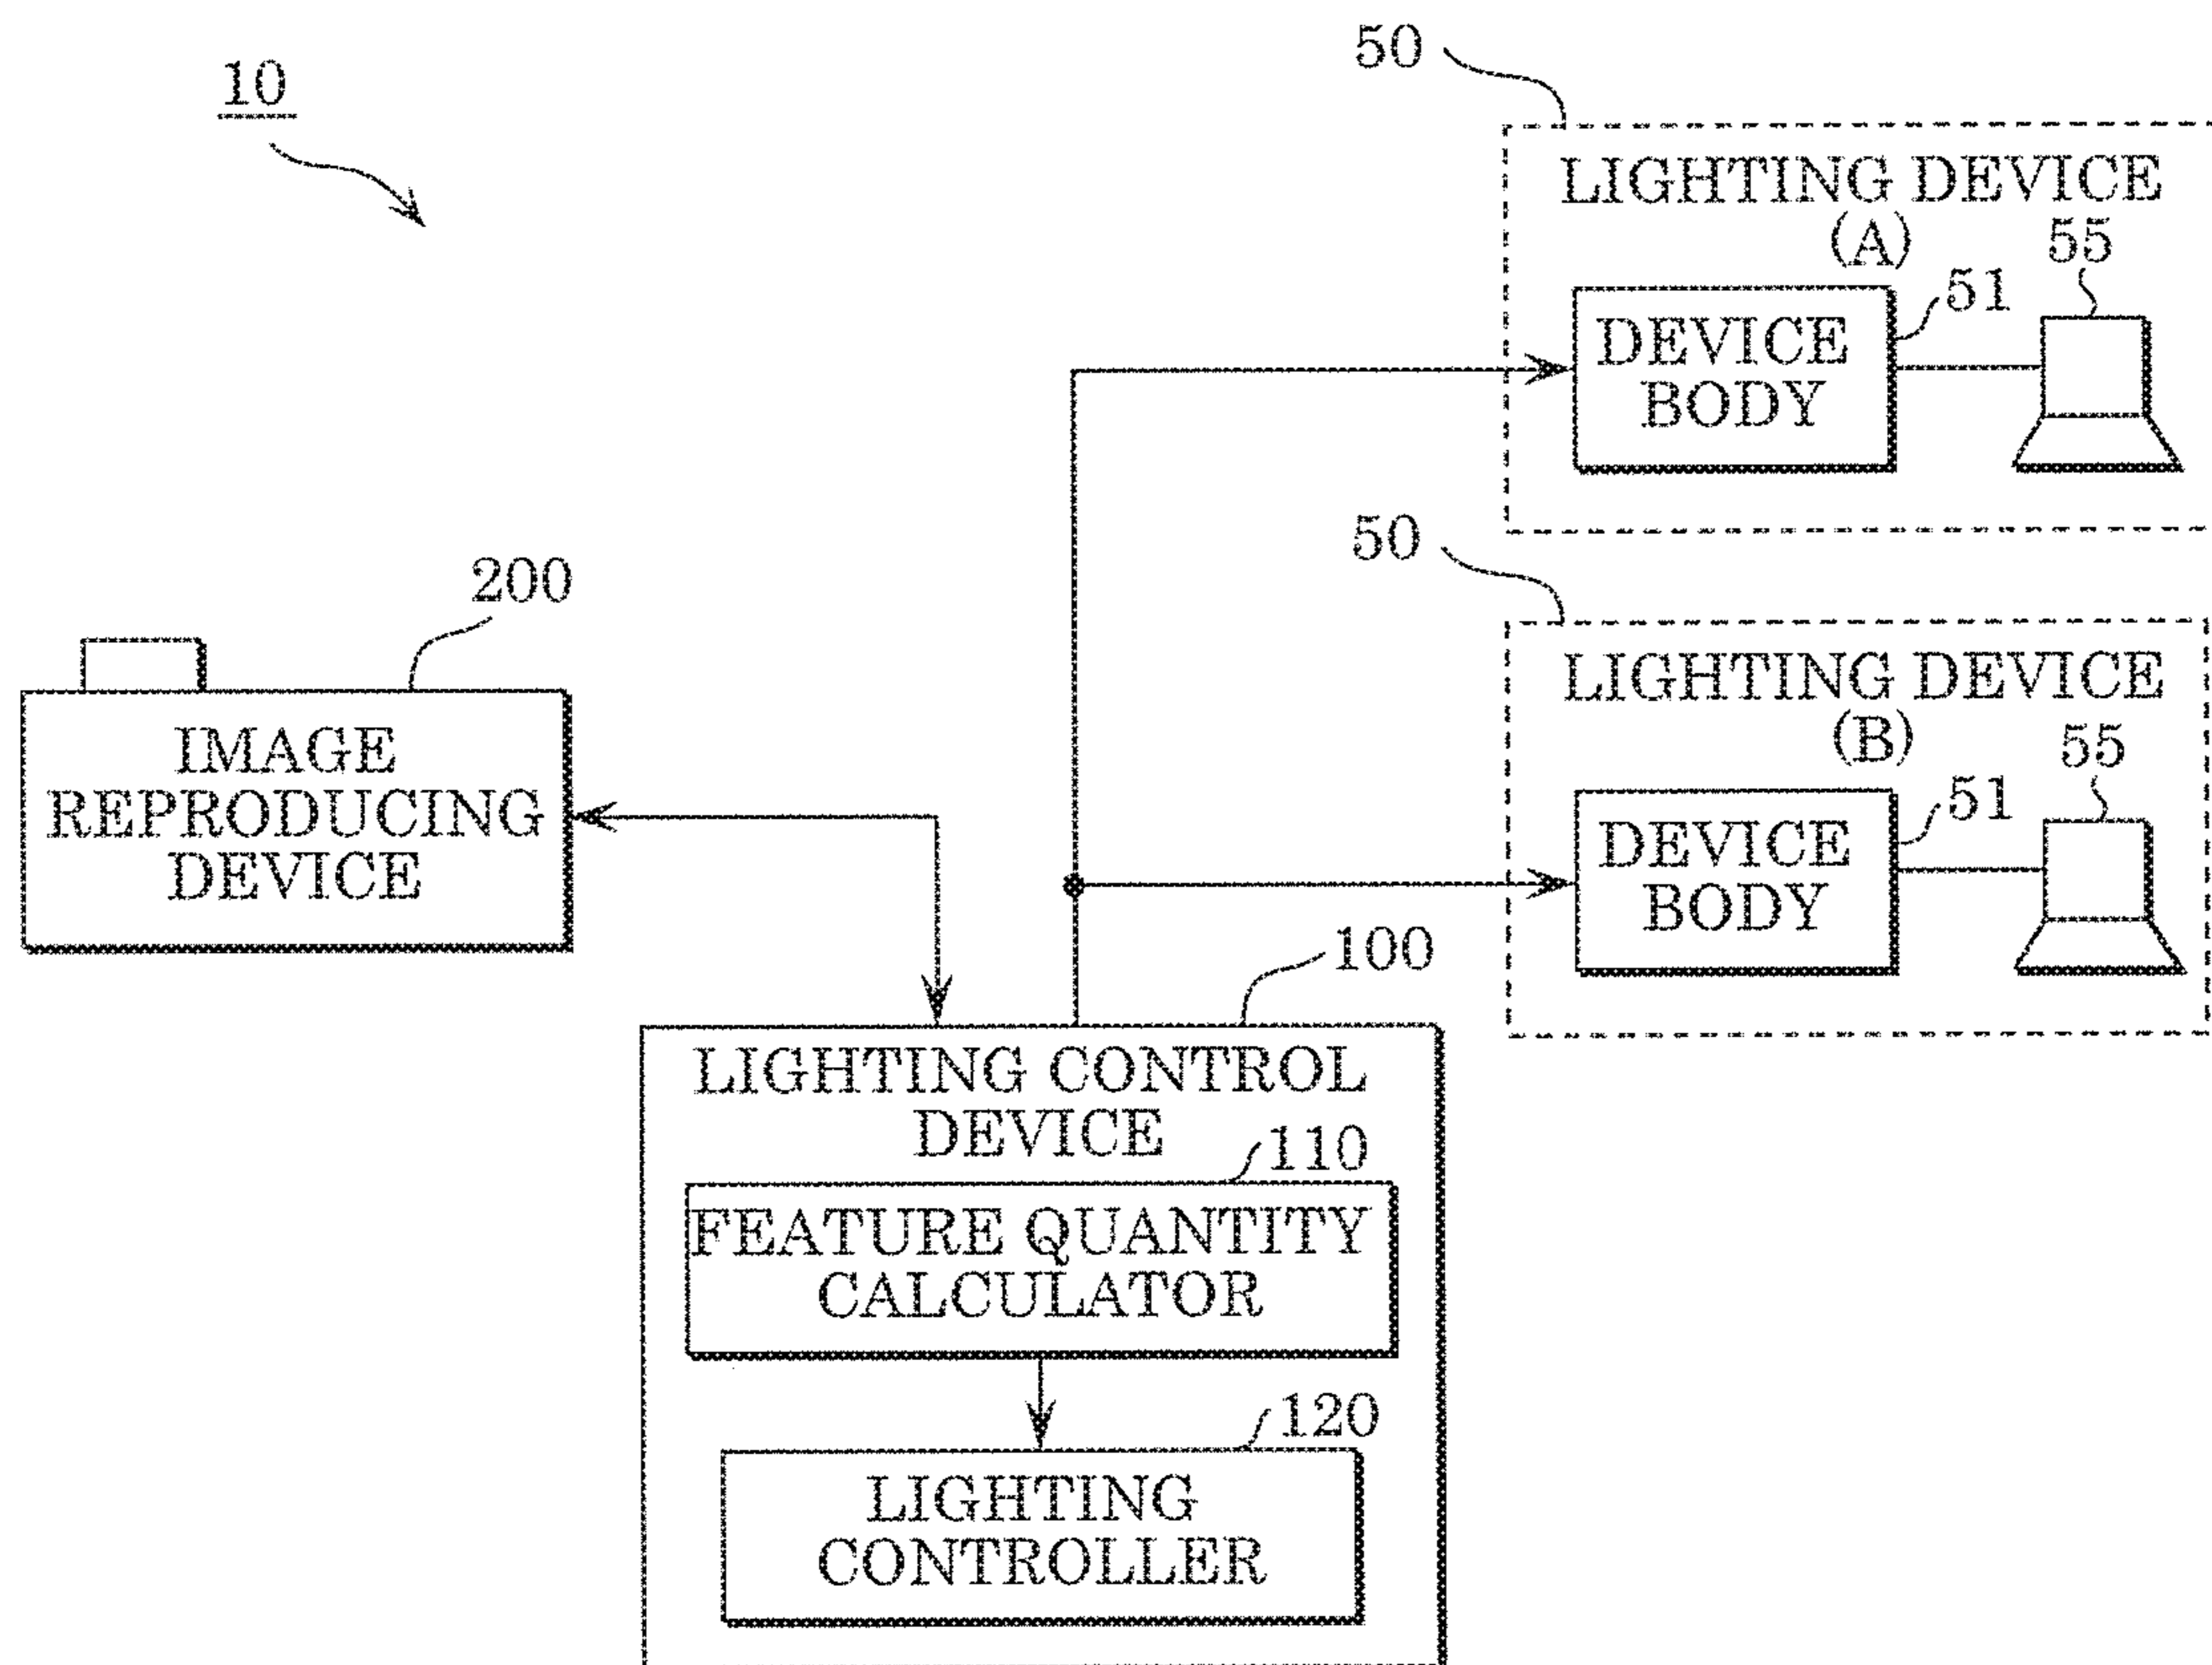 10
50
LIGHTING DEVICE
(A)
55
51
DEVICE
BODY
50
LIGHTING DEVICE
(B)
55
51
DEVICE
BODY
200
IMAGE
REPRODUCING
DEVICE
100
LIGHTING CONTROL
DEVICE
110
FEATURE QUANTITY
CALCULATOR
120
LIGHTING
CONTROLLER